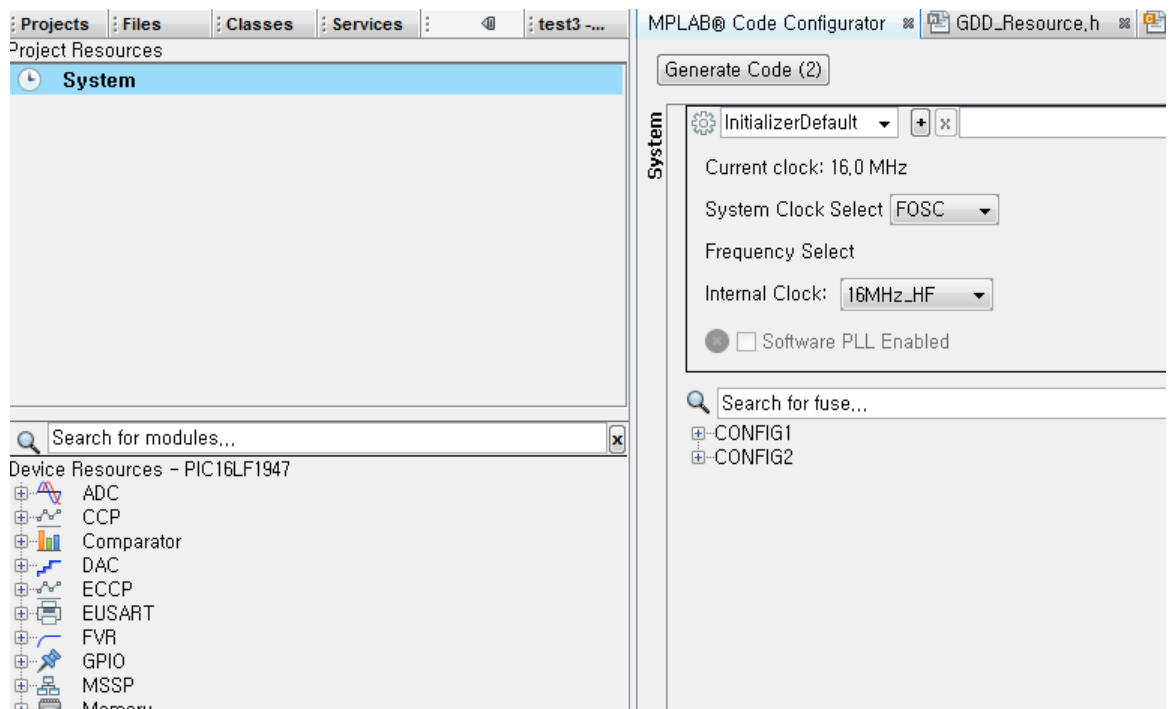 Projects Files Classes Services test3 -...
Project Resources
System
Search for modules... x
Device Resources - PIC16LF1947
ADC
CCP
Comparator
DAC
ECCP
EUSART
FVR
GPIO
MSSP
Memory
MPLAB® Code Configurator GDD_Resource.h
Generate Code (2)
System
InitializerDefault + x
Current clock: 16.0 MHz
System Clock Select FOSC
Frequency Select
Internal Clock: 16MHz_HF
Software PLL Enabled
Search for fuse...
CONFIG1
CONFIG2